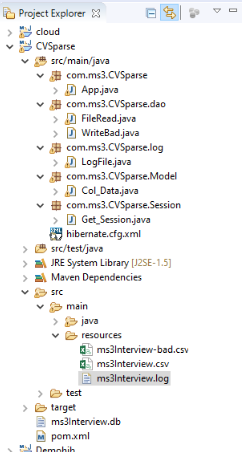 Project Explorer
cloud
CVSparse
src/main/java
com.ms3.CVSparse
App.java
com.ms3.CVSparse.dao
FileRead.java
WriteBad.java
com.ms3.CVSparse.log
LogFile.java
com.ms3.CVSparse.Model
Col_Data.java
com.ms3.CVSparse.Session
Get_Session.java
hibernate.cfg.xml
src/test/java
JRE System Library [J2SE-1.5]
Maven Dependencies
src
main
java
resources
ms3Interview-bad.csv
ms3Interview.csv
ms3Interview.log
test
target
ms3Interview.db
pom.xml